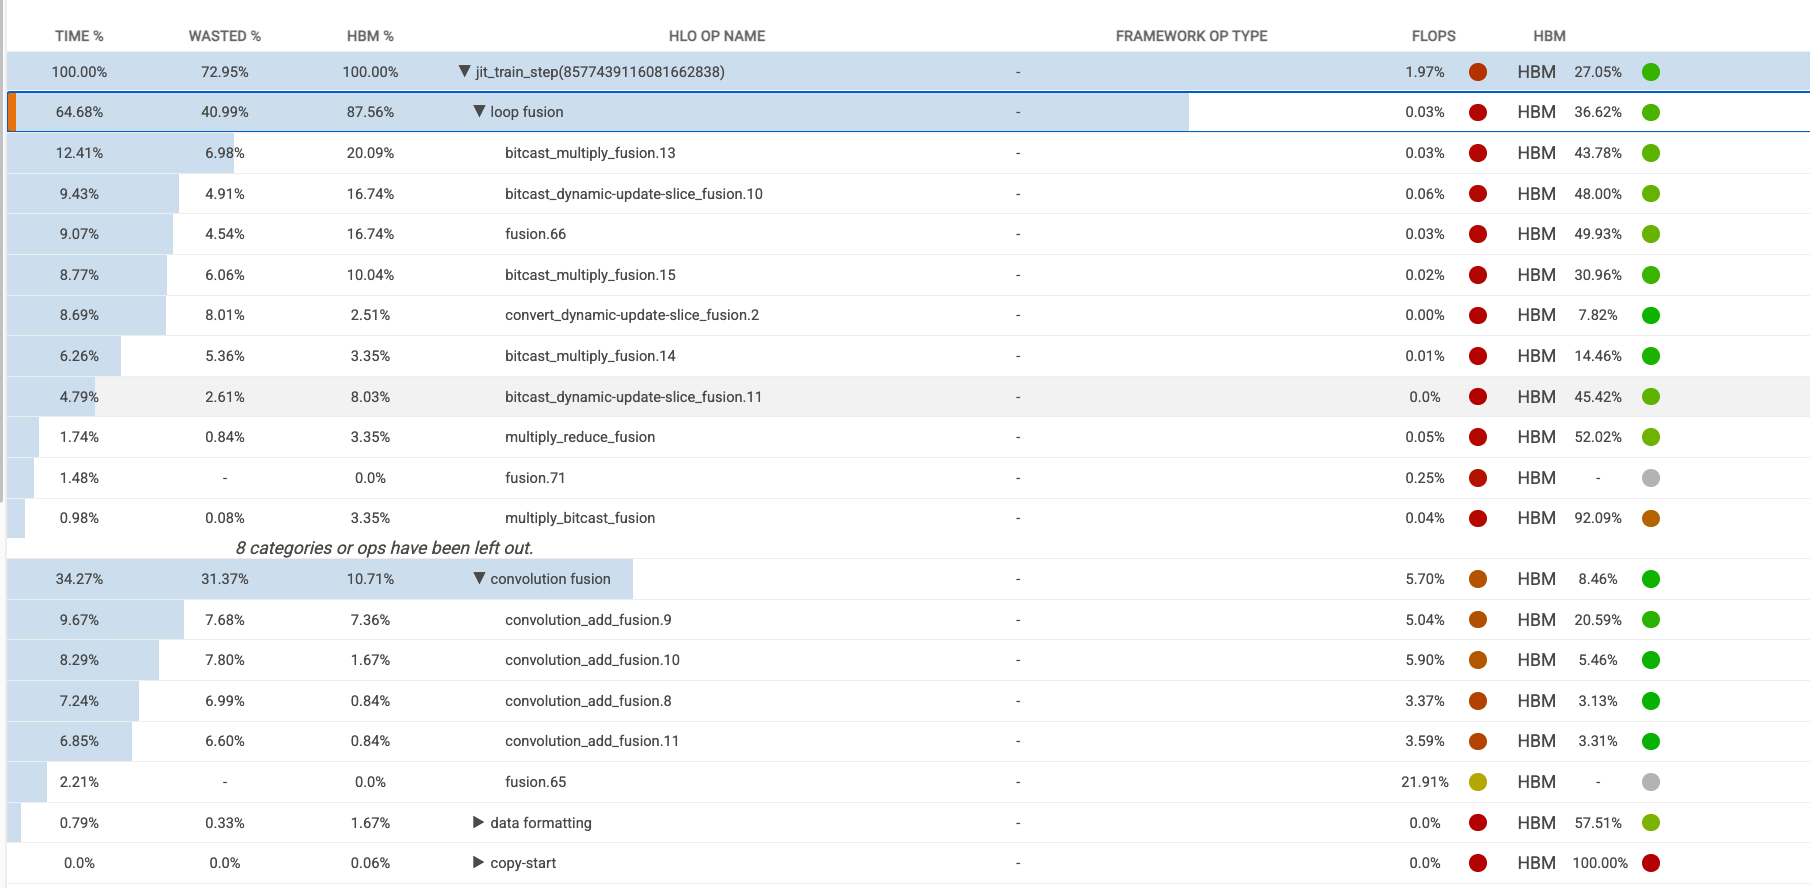 TIME % WASTED % HBM % HLO OP NAME FRAMEWORK OP TYPE FLOPS HBM
100.00% 72.95% 100.00% ▼ jit_train_step(8577439116081662838) - 1.97% HBM 27.05%
64.68% 40.99% 87.56% ▼ loop fusion - 0.03% HBM 36.62%
12.41% 6.98% 20.09% bitcast_multiply_fusion.13 - 0.03% HBM 43.78%
9.43% 4.91% 16.74% bitcast_dynamic-update-slice_fusion.10 - 0.06% HBM 48.00%
9.07% 4.54% 16.74% fusion.66 - 0.03% HBM 49.93%
8.77% 6.06% 10.04% bitcast_multiply_fusion.15 - 0.02% HBM 30.96%
8.69% 8.01% 2.51% convert_dynamic-update-slice_fusion.2 - 0.00% HBM 7.82%
6.26% 5.36% 3.35% bitcast_multiply_fusion.14 - 0.01% HBM 14.46%
4.79% 2.61% 8.03% bitcast_dynamic-update-slice_fusion.11 - 0.0% HBM 45.42%
1.74% 0.84% 3.35% multiply_reduce_fusion - 0.05% HBM 52.02%
1.48% - 0.0% fusion.71 - 0.25% HBM -
0.98% 0.08% 3.35% multiply_bitcast_fusion - 0.04% HBM 92.09%
8 categories or ops have been left out.
34.27% 31.37% 10.71% ▼ convolution fusion - 5.70% HBM 8.46%
9.67% 7.68% 7.36% convolution_add_fusion.9 - 5.04% HBM 20.59%
8.29% 7.80% 1.67% convolution_add_fusion.10 - 5.90% HBM 5.46%
7.24% 6.99% 0.84% convolution_add_fusion.8 - 3.37% HBM 3.13%
6.85% 6.60% 0.84% convolution_add_fusion.11 - 3.59% HBM 3.31%
2.21% - 0.0% fusion.65 - 21.91% HBM -
0.79% 0.33% 1.67% ▶ data formatting - 0.0% HBM 57.51%
0.0% 0.0% 0.06% ▶ copy-start - 0.0% HBM 100.00%